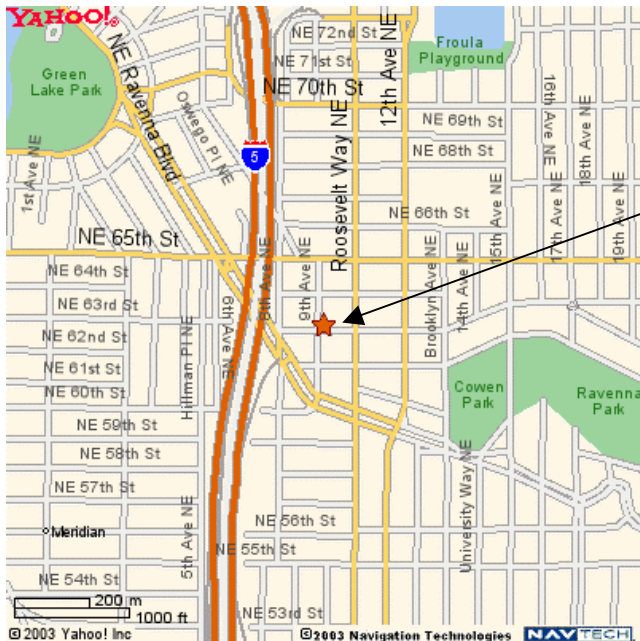 YAHOO!
NE 72nd St
Froula
Playground
NE 71st St
NE 70th St
Green
Lake Park
NE Ravenna Blvd
Oswego Pl NE
12th Ave NE
16th Ave NE
18th Ave NE
NE 69th St
NE 68th St
5
1st Ave NE
Roosevelt Way NE
NE 66th St
15th Ave NE
17th Ave NE
19th Ave NE
NE 65th St
NE 64th St
8th Ave NE
9th Ave NE
Brooklyn Ave NE
14th Ave NE
NE 63rd St
6th Ave NE
NE 62nd St
Hillman Pl NE
NE 61st St
NE 60th St
Cowen
Park
Ravenna
Park
NE 59th St
NE 58th St
University Way NE
NE 57th St
5th Ave NE
NE 56th St
Meridian
NE 55th St
NE 54th St
200 m
1000 ft
NE 53rd St
©2003 Yahoo! Inc
©2003 Navigation Technologies
NAVTECH